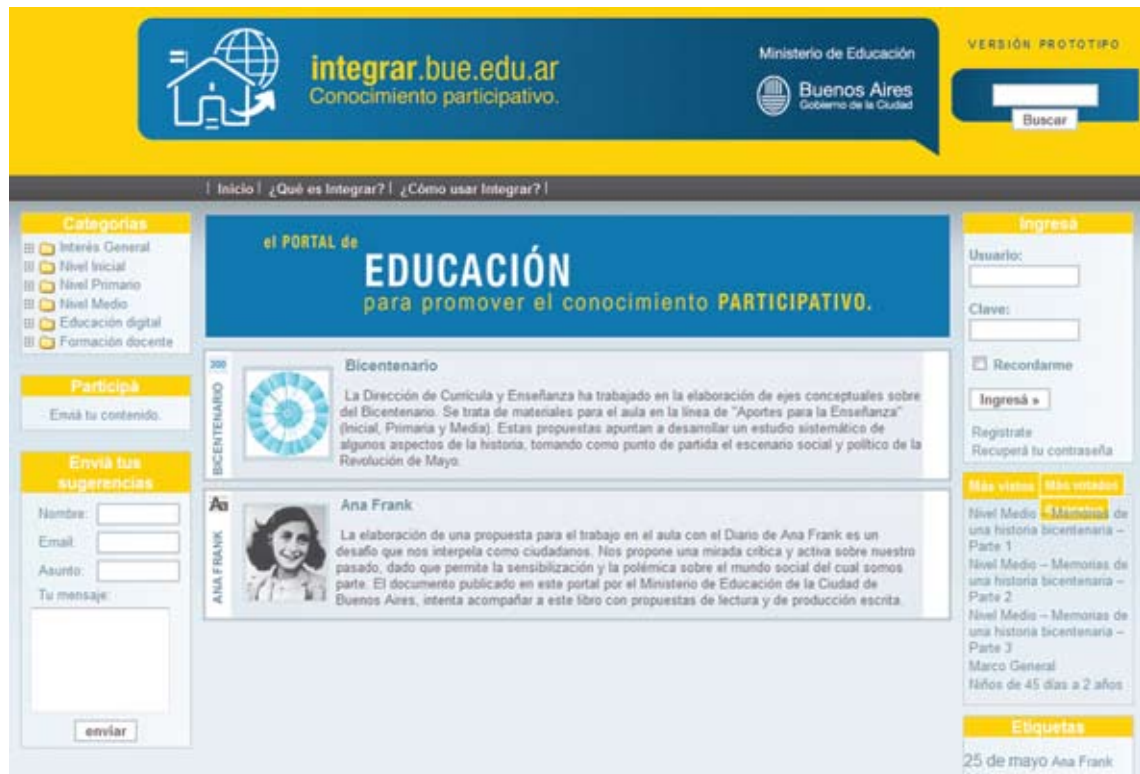 integrar.bue.edu.ar
Conocimiento participativo.
Ministerio de Educación
Buenos Aires
Gobierno de la Ciudad
VERSIÓN PROTOTIPO
Buscar
| Inicio | ¿Qué es Integrar? | ¿Cómo usar Integrar? |
Categorías
Interés General
Nivel Inicial
Nivel Primario
Nivel Medio
Educación digital
Formación docente
Participá
Enviá tu contenido.
Enviá tus
sugerencias
Nombre:
Email:
Asunto:
Tu mensaje:
enviar
el PORTAL de
EDUCACIÓN
para promover el conocimiento PARTICIPATIVO.
200
BICENTENARIO
Bicentenario
La Dirección de Currícula y Enseñanza ha trabajado en la elaboración de ejes conceptuales sobre
del Bicentenario. Se trata de materiales para el aula en la línea de "Aportes para la Enseñanza"
(Inicial, Primaria y Media). Estas propuestas apuntan a desarrollar un estudio sistemático de
algunos aspectos de la historia, tomando como punto de partida el escenario social y político de la
Revolución de Mayo.
Aa
ANA FRANK
Ana Frank
La elaboración de una propuesta para el trabajo en el aula con el Diario de Ana Frank es un
desafío que nos interpela como ciudadanos. Nos propone una mirada crítica y activa sobre nuestro
pasado, dado que permite la sensibilización y la polémica sobre el mundo social del cual somos
parte. El documento publicado en este portal por el Ministerio de Educación de la Ciudad de
Buenos Aires, intenta acompañar a este libro con propuestas de lectura y de producción escrita.
Ingresá
Usuario:
Clave:
Recordarme
Ingresá »
Registrate
Recuperá tu contraseña
Más vistos
Más votados
Nivel Medio – Memorias de
una historia bicentenaria –
Parte 1
Nivel Medio – Memorias de
una historia bicentenaria –
Parte 2
Nivel Medio – Memorias de
una historia bicentenaria –
Parte 3
Marco General
Niños de 45 días a 2 años
Etiquetas
25 de mayo Ana Frank